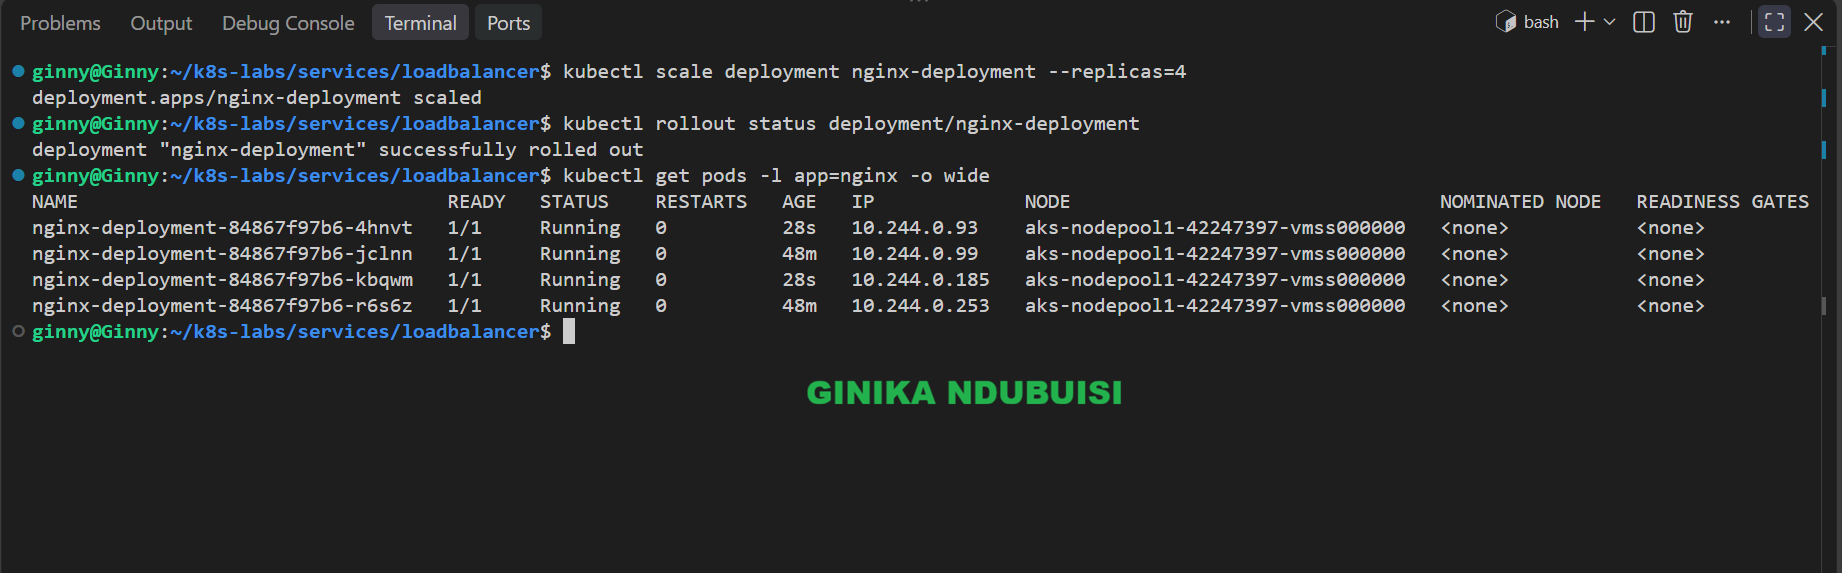 Problems Output Debug Console Terminal Ports bash
ginny@Ginny:~/k8s-labs/services/loadbalancer$ kubectl scale deployment nginx-deployment --replicas=4
deployment.apps/nginx-deployment scaled
ginny@Ginny:~/k8s-labs/services/loadbalancer$ kubectl rollout status deployment/nginx-deployment
deployment "nginx-deployment" successfully rolled out
ginny@Ginny:~/k8s-labs/services/loadbalancer$ kubectl get pods -l app=nginx -o wide
NAME READY STATUS RESTARTS AGE IP NODE NOMINATED NODE READINESS GATES
nginx-deployment-84867f97b6-4hnvt 1/1 Running 0 28s 10.244.0.93 aks-nodepool1-42247397-vmss000000 <none> <none>
nginx-deployment-84867f97b6-jclnn 1/1 Running 0 48m 10.244.0.99 aks-nodepool1-42247397-vmss000000 <none> <none>
nginx-deployment-84867f97b6-kbqwm 1/1 Running 0 28s 10.244.0.185 aks-nodepool1-42247397-vmss000000 <none> <none>
nginx-deployment-84867f97b6-r6s6z 1/1 Running 0 48m 10.244.0.253 aks-nodepool1-42247397-vmss000000 <none> <none>
ginny@Ginny:~/k8s-labs/services/loadbalancer$
GINIKA NDUBUISI